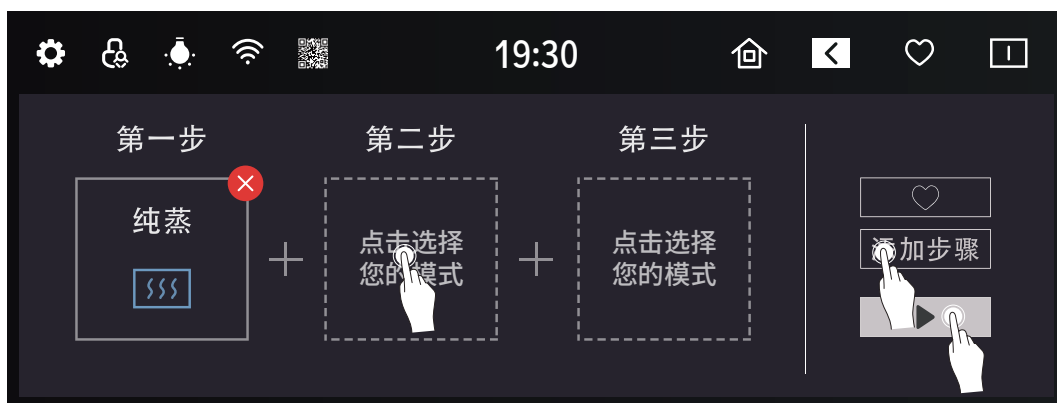 19:30
第一步
第二步
第三步
纯蒸
点击选择
您的模式
点击选择
您的模式
添加步骤